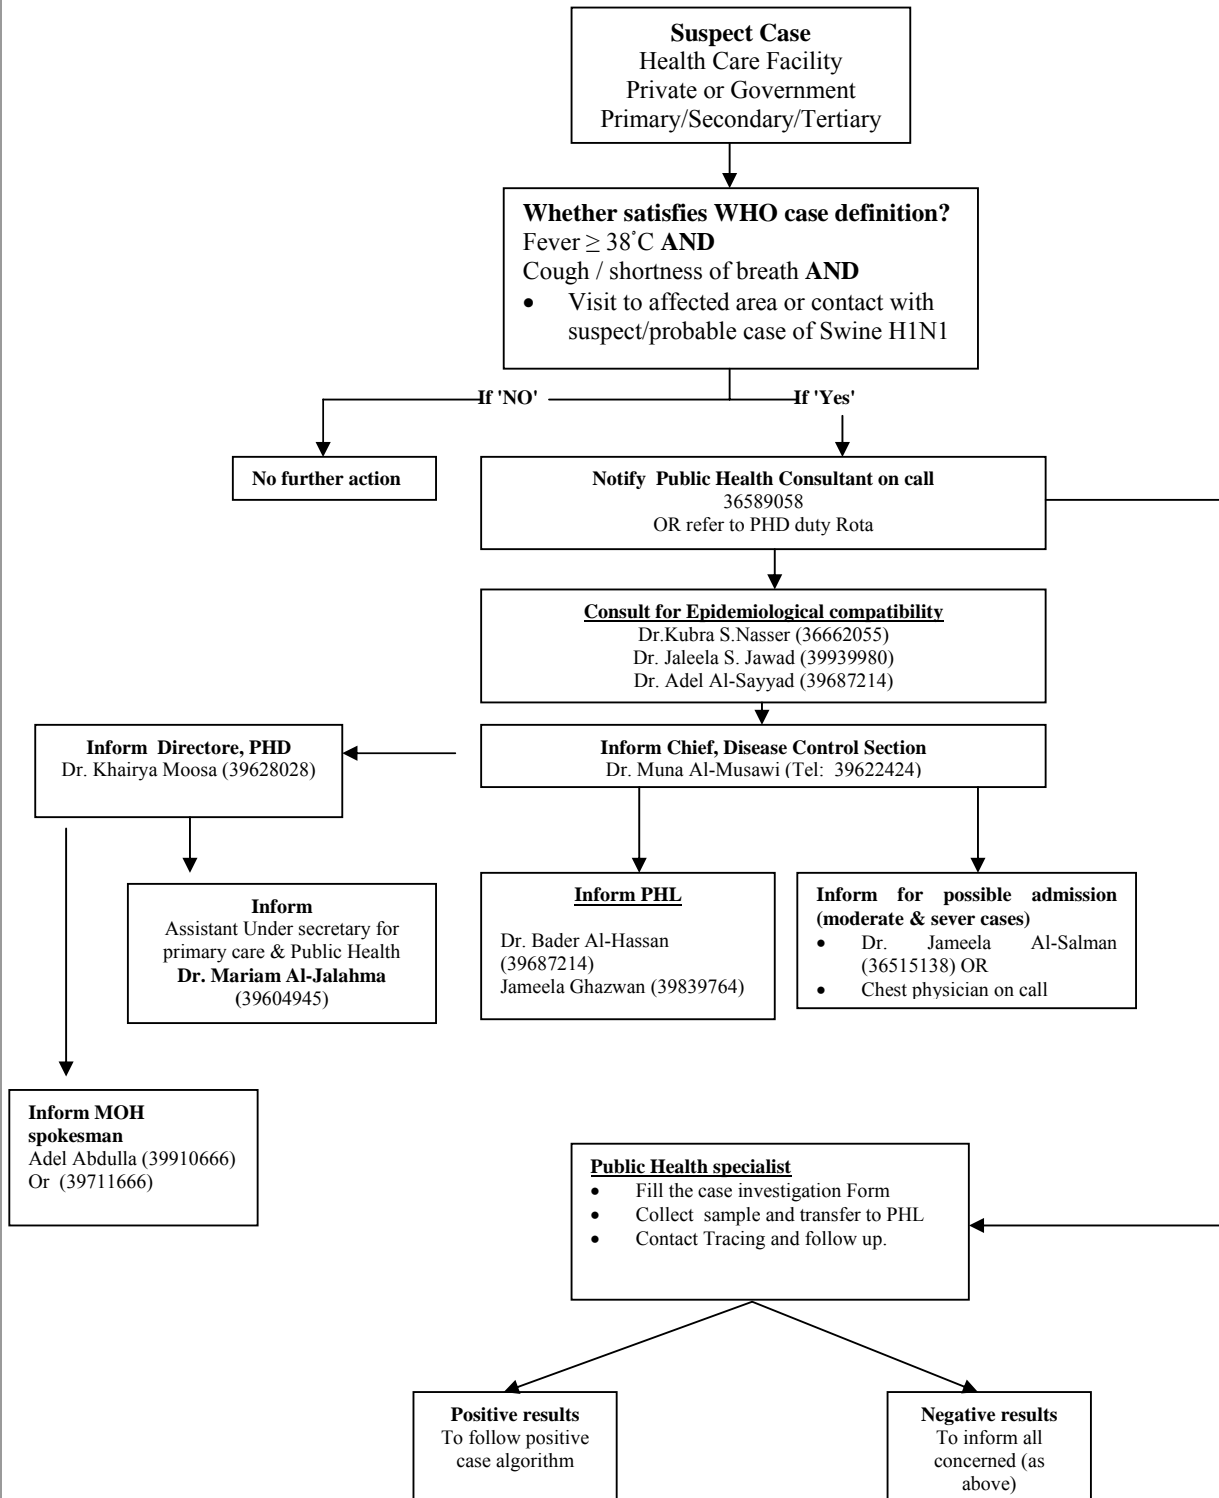 Suspect Case
Health Care Facility
Private or Government
Primary/Secondary/Tertiary
Whether satisfies WHO case definition?
Fever ≥ 38°C AND
Cough / shortness of breath AND
• Visit to affected area or contact with
suspect/probable case of Swine H1N1
If 'NO'
If 'Yes'
No further action
Notify Public Health Consultant on call
36589058
OR refer to PHD duty Rota
Consult for Epidemiological compatibility
Dr.Kubra S.Nasser (36662055)
Dr. Jaleela S. Jawad (39939980)
Dr. Adel Al-Sayyad (39687214)
Inform Directore, PHD
Dr. Khairya Moosa (39628028)
Inform Chief, Disease Control Section
Dr. Muna Al-Musawi (Tel: 39622424)
Inform
Assistant Under secretary for
primary care & Public Health
Dr. Mariam Al-Jalahma
(39604945)
Inform PHL
Dr. Bader Al-Hassan
(39687214)
Jameela Ghazwan (39839764)
Inform for possible admission
(moderate & sever cases)
• Dr. Jameela Al-Salman
(36515138) OR
• Chest physician on call
Inform MOH
spokesman
Adel Abdulla (39910666)
Or (39711666)
Public Health specialist
• Fill the case investigation Form
• Collect sample and transfer to PHL
• Contact Tracing and follow up.
Positive results
To follow positive
case algorithm
Negative results
To inform all
concerned (as
above)